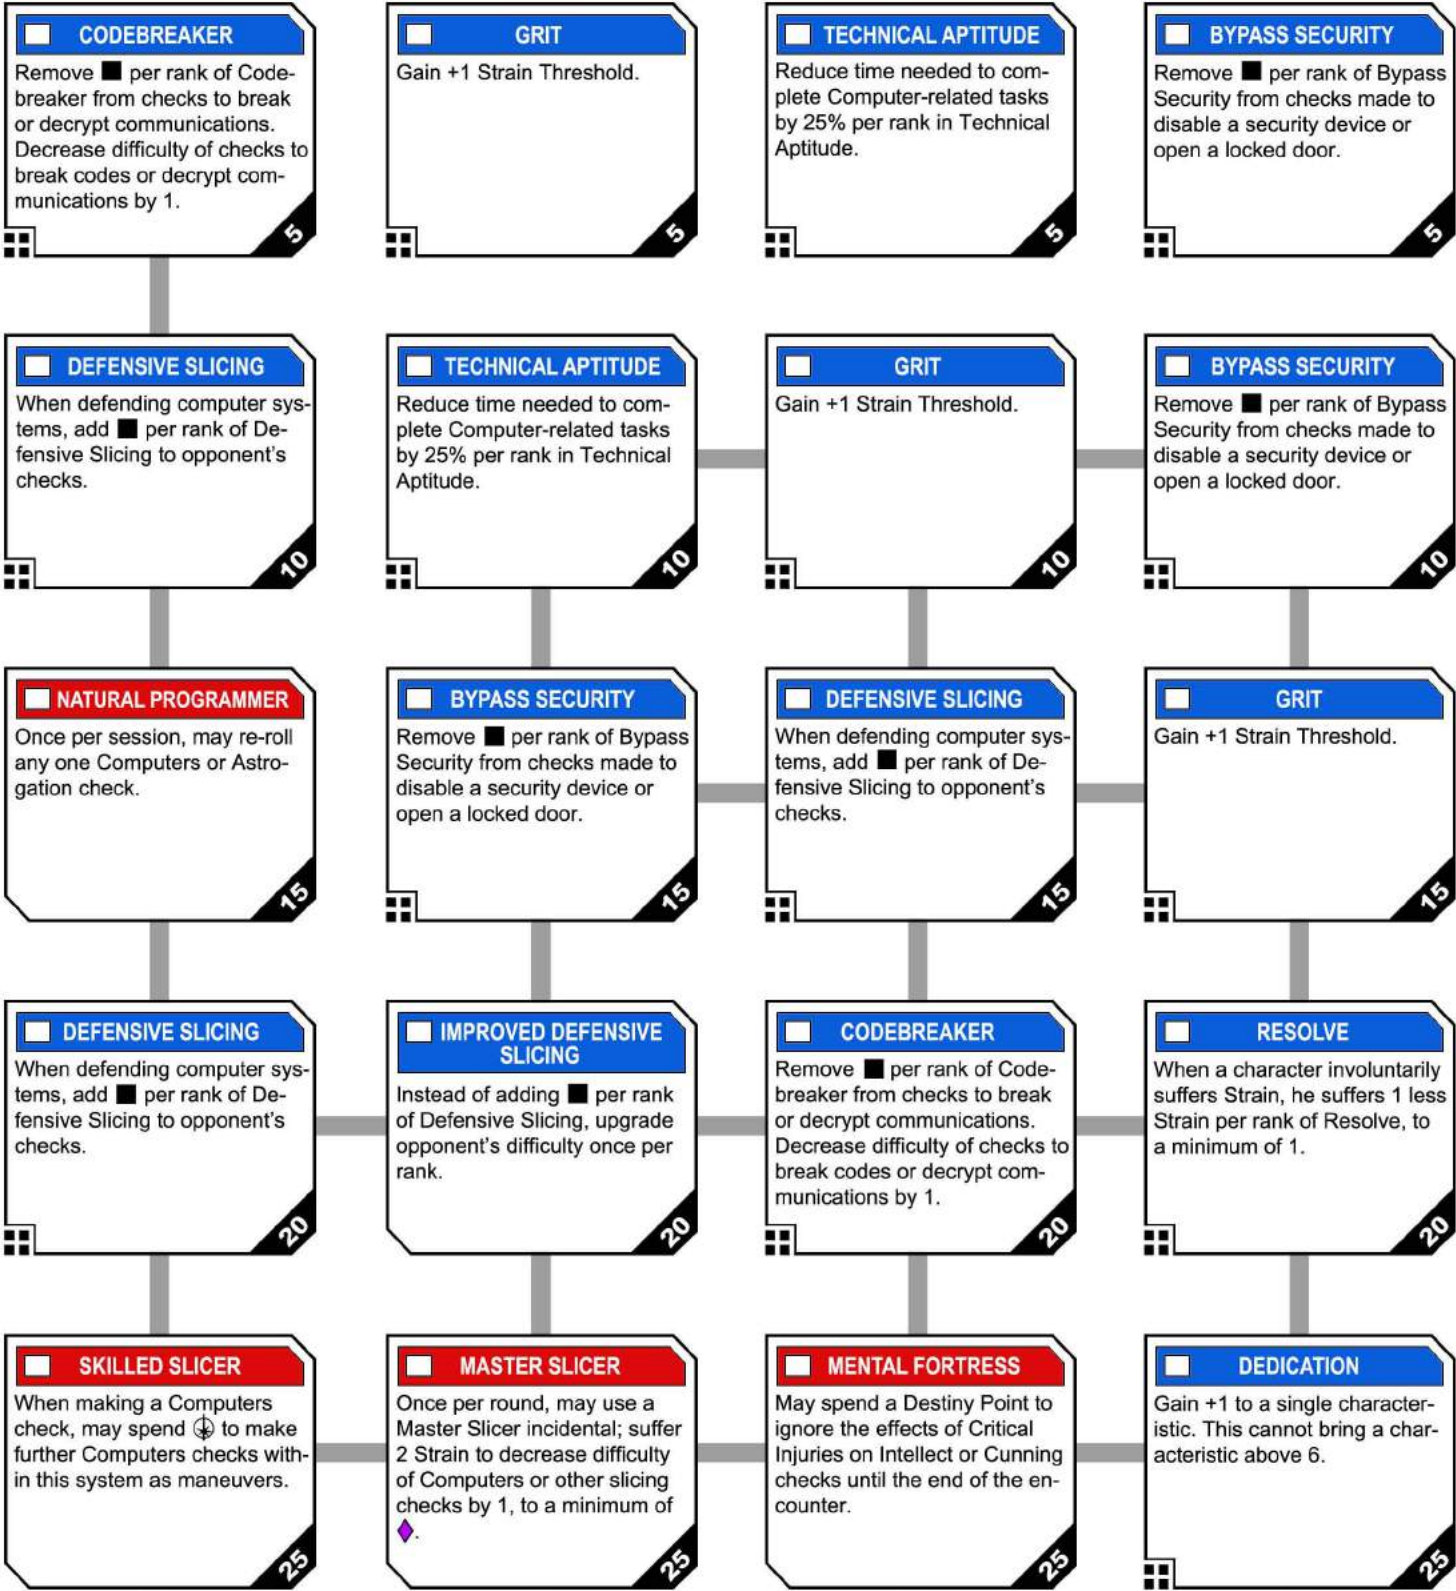 CODEBREAKER
Remove ■ per rank of Code-
breaker from checks to break
or decrypt communications.
Decrease difficulty of checks to
break codes or decrypt com-
munications by 1.
5
GRIT
Gain +1 Strain Threshold.
5
TECHNICAL APTITUDE
Reduce time needed to com-
plete Computer-related tasks
by 25% per rank in Technical
Aptitude.
5
BYPASS SECURITY
Remove ■ per rank of Bypass
Security from checks made to
disable a security device or
open a locked door.
5
DEFENSIVE SLICING
When defending computer sys-
tems, add ■ per rank of De-
fensive Slicing to opponent's
checks.
10
TECHNICAL APTITUDE
Reduce time needed to com-
plete Computer-related tasks
by 25% per rank in Technical
Aptitude.
10
GRIT
Gain +1 Strain Threshold.
10
BYPASS SECURITY
Remove ■ per rank of Bypass
Security from checks made to
disable a security device or
open a locked door.
10
NATURAL PROGRAMMER
Once per session, may re-roll
any one Computers or Astro-
gation check.
15
BYPASS SECURITY
Remove ■ per rank of Bypass
Security from checks made to
disable a security device or
open a locked door.
15
DEFENSIVE SLICING
When defending computer sys-
tems, add ■ per rank of De-
fensive Slicing to opponent's
checks.
15
GRIT
Gain +1 Strain Threshold.
15
DEFENSIVE SLICING
When defending computer sys-
tems, add ■ per rank of De-
fensive Slicing to opponent's
checks.
20
IMPROVED DEFENSIVE
SLICING
Instead of adding ■ per rank
of Defensive Slicing, upgrade
opponent's difficulty once per
rank.
20
CODEBREAKER
Remove ■ per rank of Code-
breaker from checks to break
or decrypt communications.
Decrease difficulty of checks to
break codes or decrypt com-
munications by 1.
20
RESOLVE
When a character involuntarily
suffers Strain, he suffers 1 less
Strain per rank of Resolve, to
a minimum of 1.
20
SKILLED SLICER
When making a Computers
check, may spend to make
further Computers checks with-
in this system as maneuvers.
25
MASTER SLICER
Once per round, may use a
Master Slicer incidental; suffer
2 Strain to decrease difficulty
of Computers or other slicing
checks by 1, to a minimum of
♦.
25
MENTAL FORTRESS
May spend a Destiny Point to
ignore the effects of Critical
Injuries on Intellect or Cunning
checks until the end of the en-
counter.
25
DEDICATION
Gain +1 to a single character-
istic. This cannot bring a char-
acteristic above 6.
25